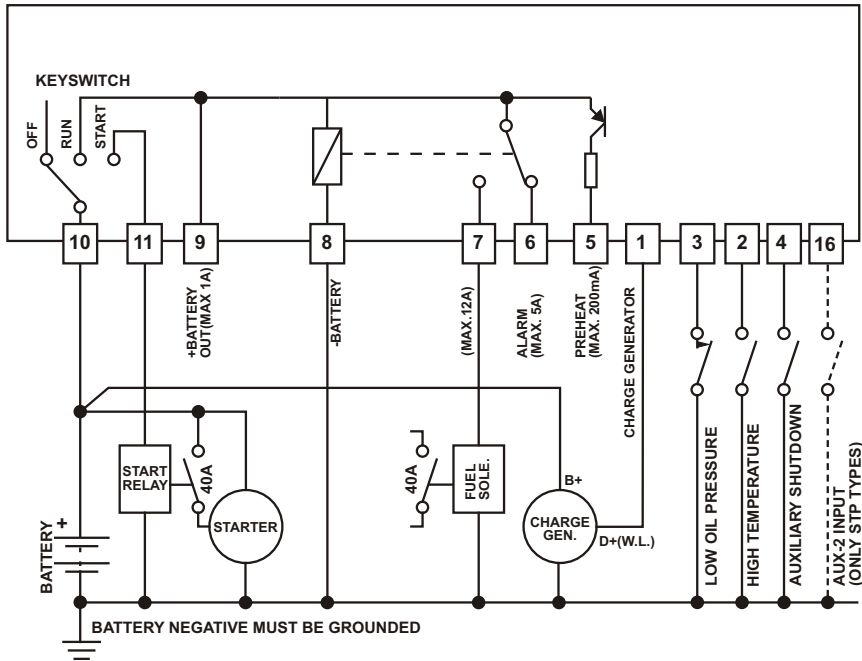 KEYSWITCH
OFF
RUN
START
10
11
9
8
7
6
5
1
3
2
4
16
+BATTERY
OUT(MAX 1A)
-BATTERY
(MAX.12A)
ALARM
(MAX. 5A)
PREHEAT
(MAX. 200mA)
CHARGE GENERATOR
START
RELAY
40A
STARTER
40A
FUEL
SOLE.
B+
CHARGE
GEN.
D+(W.L.)
LOW OIL PRESSURE
HIGH TEMPERATURE
AUXILIARY SHUTDOWN
AUX-2 INPUT
(ONLY STP TYPES)
BATTERY
+
BATTERY NEGATIVE MUST BE GROUNDED